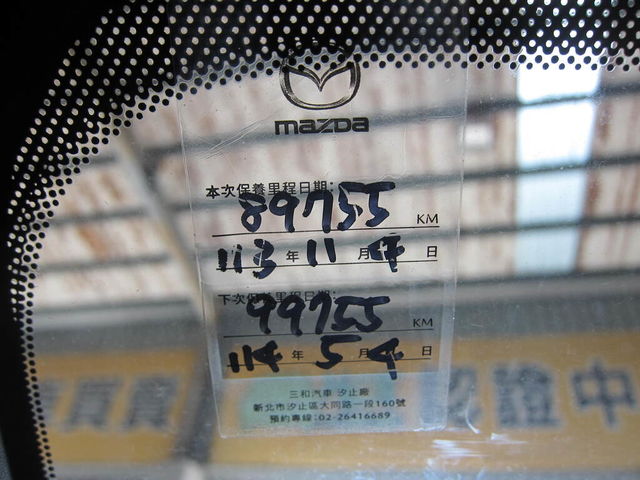 mazda
本次保養里程日期:
89755 KM
113 年 11 月 4 日
下次保養里程日期:
99755 KM
114 年 5 月 4 日
三和汽車 汐止廠
新北市汐止區大同路一段160號
預約專線:02-26416689
認證中